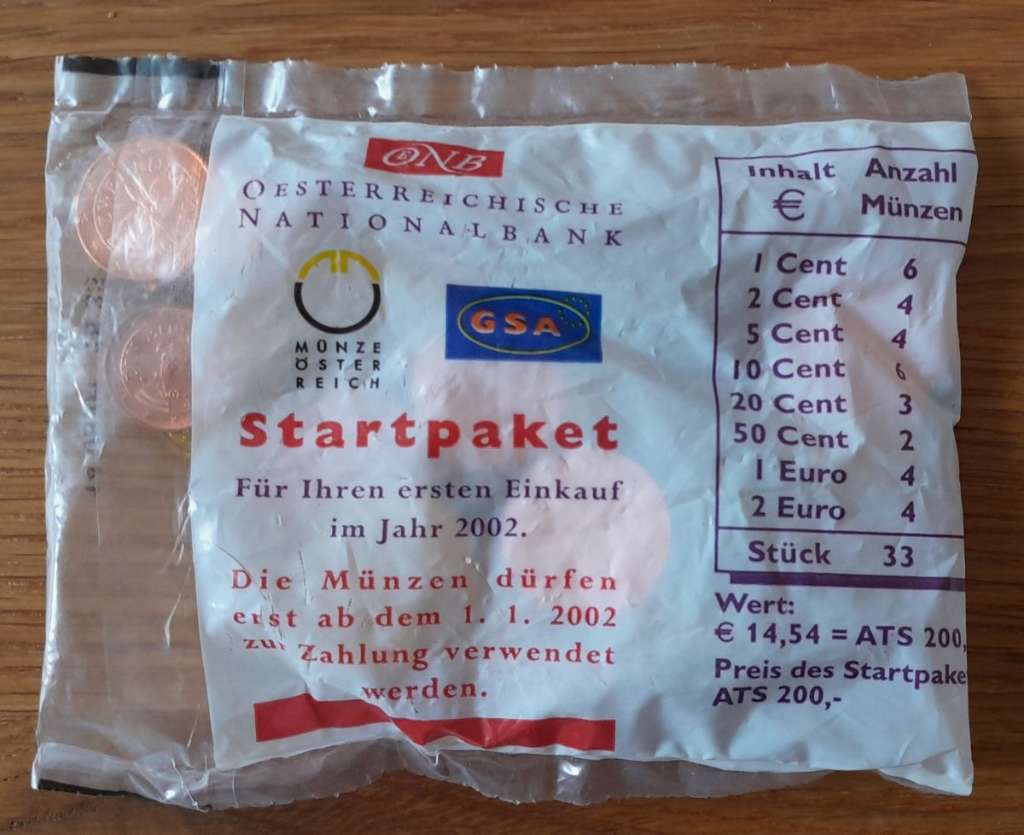 ONB
OESTERREICHISCHE
NATIONALBANK
MÜNZE
ÖSTER
REICH
GSA
Startpaket
Für Ihren ersten Einkauf
im Jahr 2002.
Die Münzen dürfen
erst ab dem 1. 1. 2002
zur Zahlung verwendet
werden.
Inhalt Anzahl
€ Münzen
1 Cent 6
2 Cent 4
5 Cent 4
10 Cent 6
20 Cent 3
50 Cent 2
1 Euro 4
2 Euro 4
Stück 33
Wert:
€ 14,54 = ATS 200,
Preis des Startpake
ATS 200,-